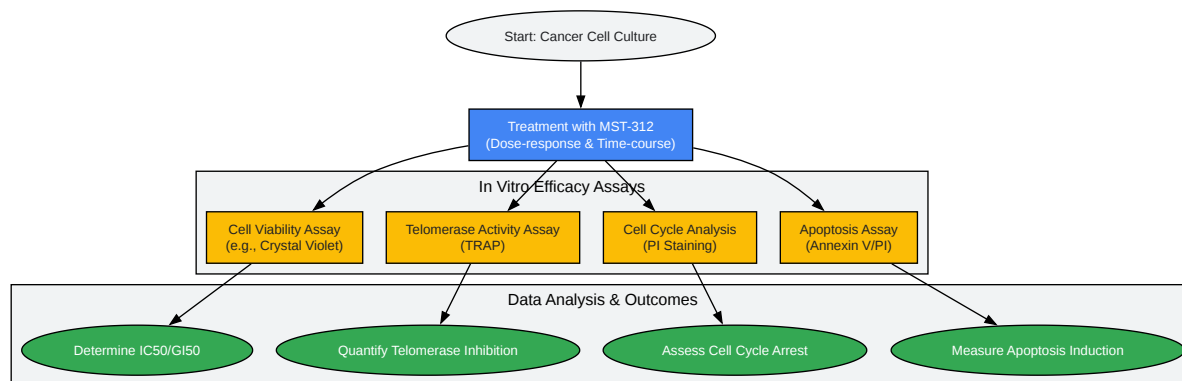 Start: Cancer Cell Culture
Treatment with MST-312
(Dose-response & Time-course)
In Vitro Efficacy Assays
Cell Viability Assay
(e.g., Crystal Violet)
Telomerase Activity Assay
(TRAP)
Cell Cycle Analysis
(PI Staining)
Apoptosis Assay
(Annexin V/PI)
Data Analysis & Outcomes
Determine IC50/GI50
Quantify Telomerase Inhibition
Assess Cell Cycle Arrest
Measure Apoptosis Induction